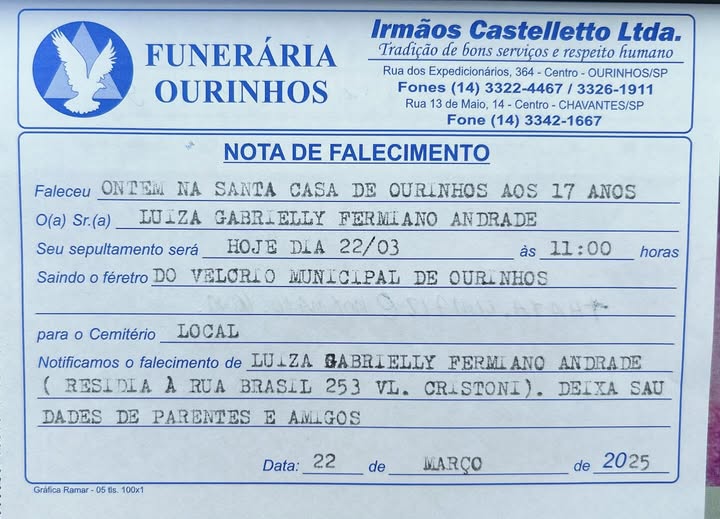 FUNERÁRIA
OURINHOS
Irmãos Castelletto Ltda.
Tradição de bons serviços e respeito humano
Rua dos Expedicionários, 364 - Centro - OURINHOS/SP
Fones (14) 3322-4467 / 3326-1911
Rua 13 de Maio, 14 - Centro - CHAVANTES/SP
Fone (14) 3342-1667
NOTA DE FALECIMENTO
Faleceu ONTEM NA SANTA CASA DE OURINHOS AOS 17 ANOS
O(a) Sr.(a) LUIZA GABRIELLY FERMIANO ANDRADE
Seu sepultamento será HOJE DIA 22/03 às 11:00 horas
Saindo o féretro DO VELORIO MUNICIPAL DE OURINHOS
para o Cemitério LOCAL
Notificamos o falecimento de LUIZA GABRIELLY FERMIANO ANDRADE
( RESIDIA À RUA BRASIL 253 VL. CRISTONI). DEIXA SAU
DADES DE PARENTES E AMIGOS
Data: 22 de MARÇO de 2025
Gráfica Ramar - 05 tls. 100x1